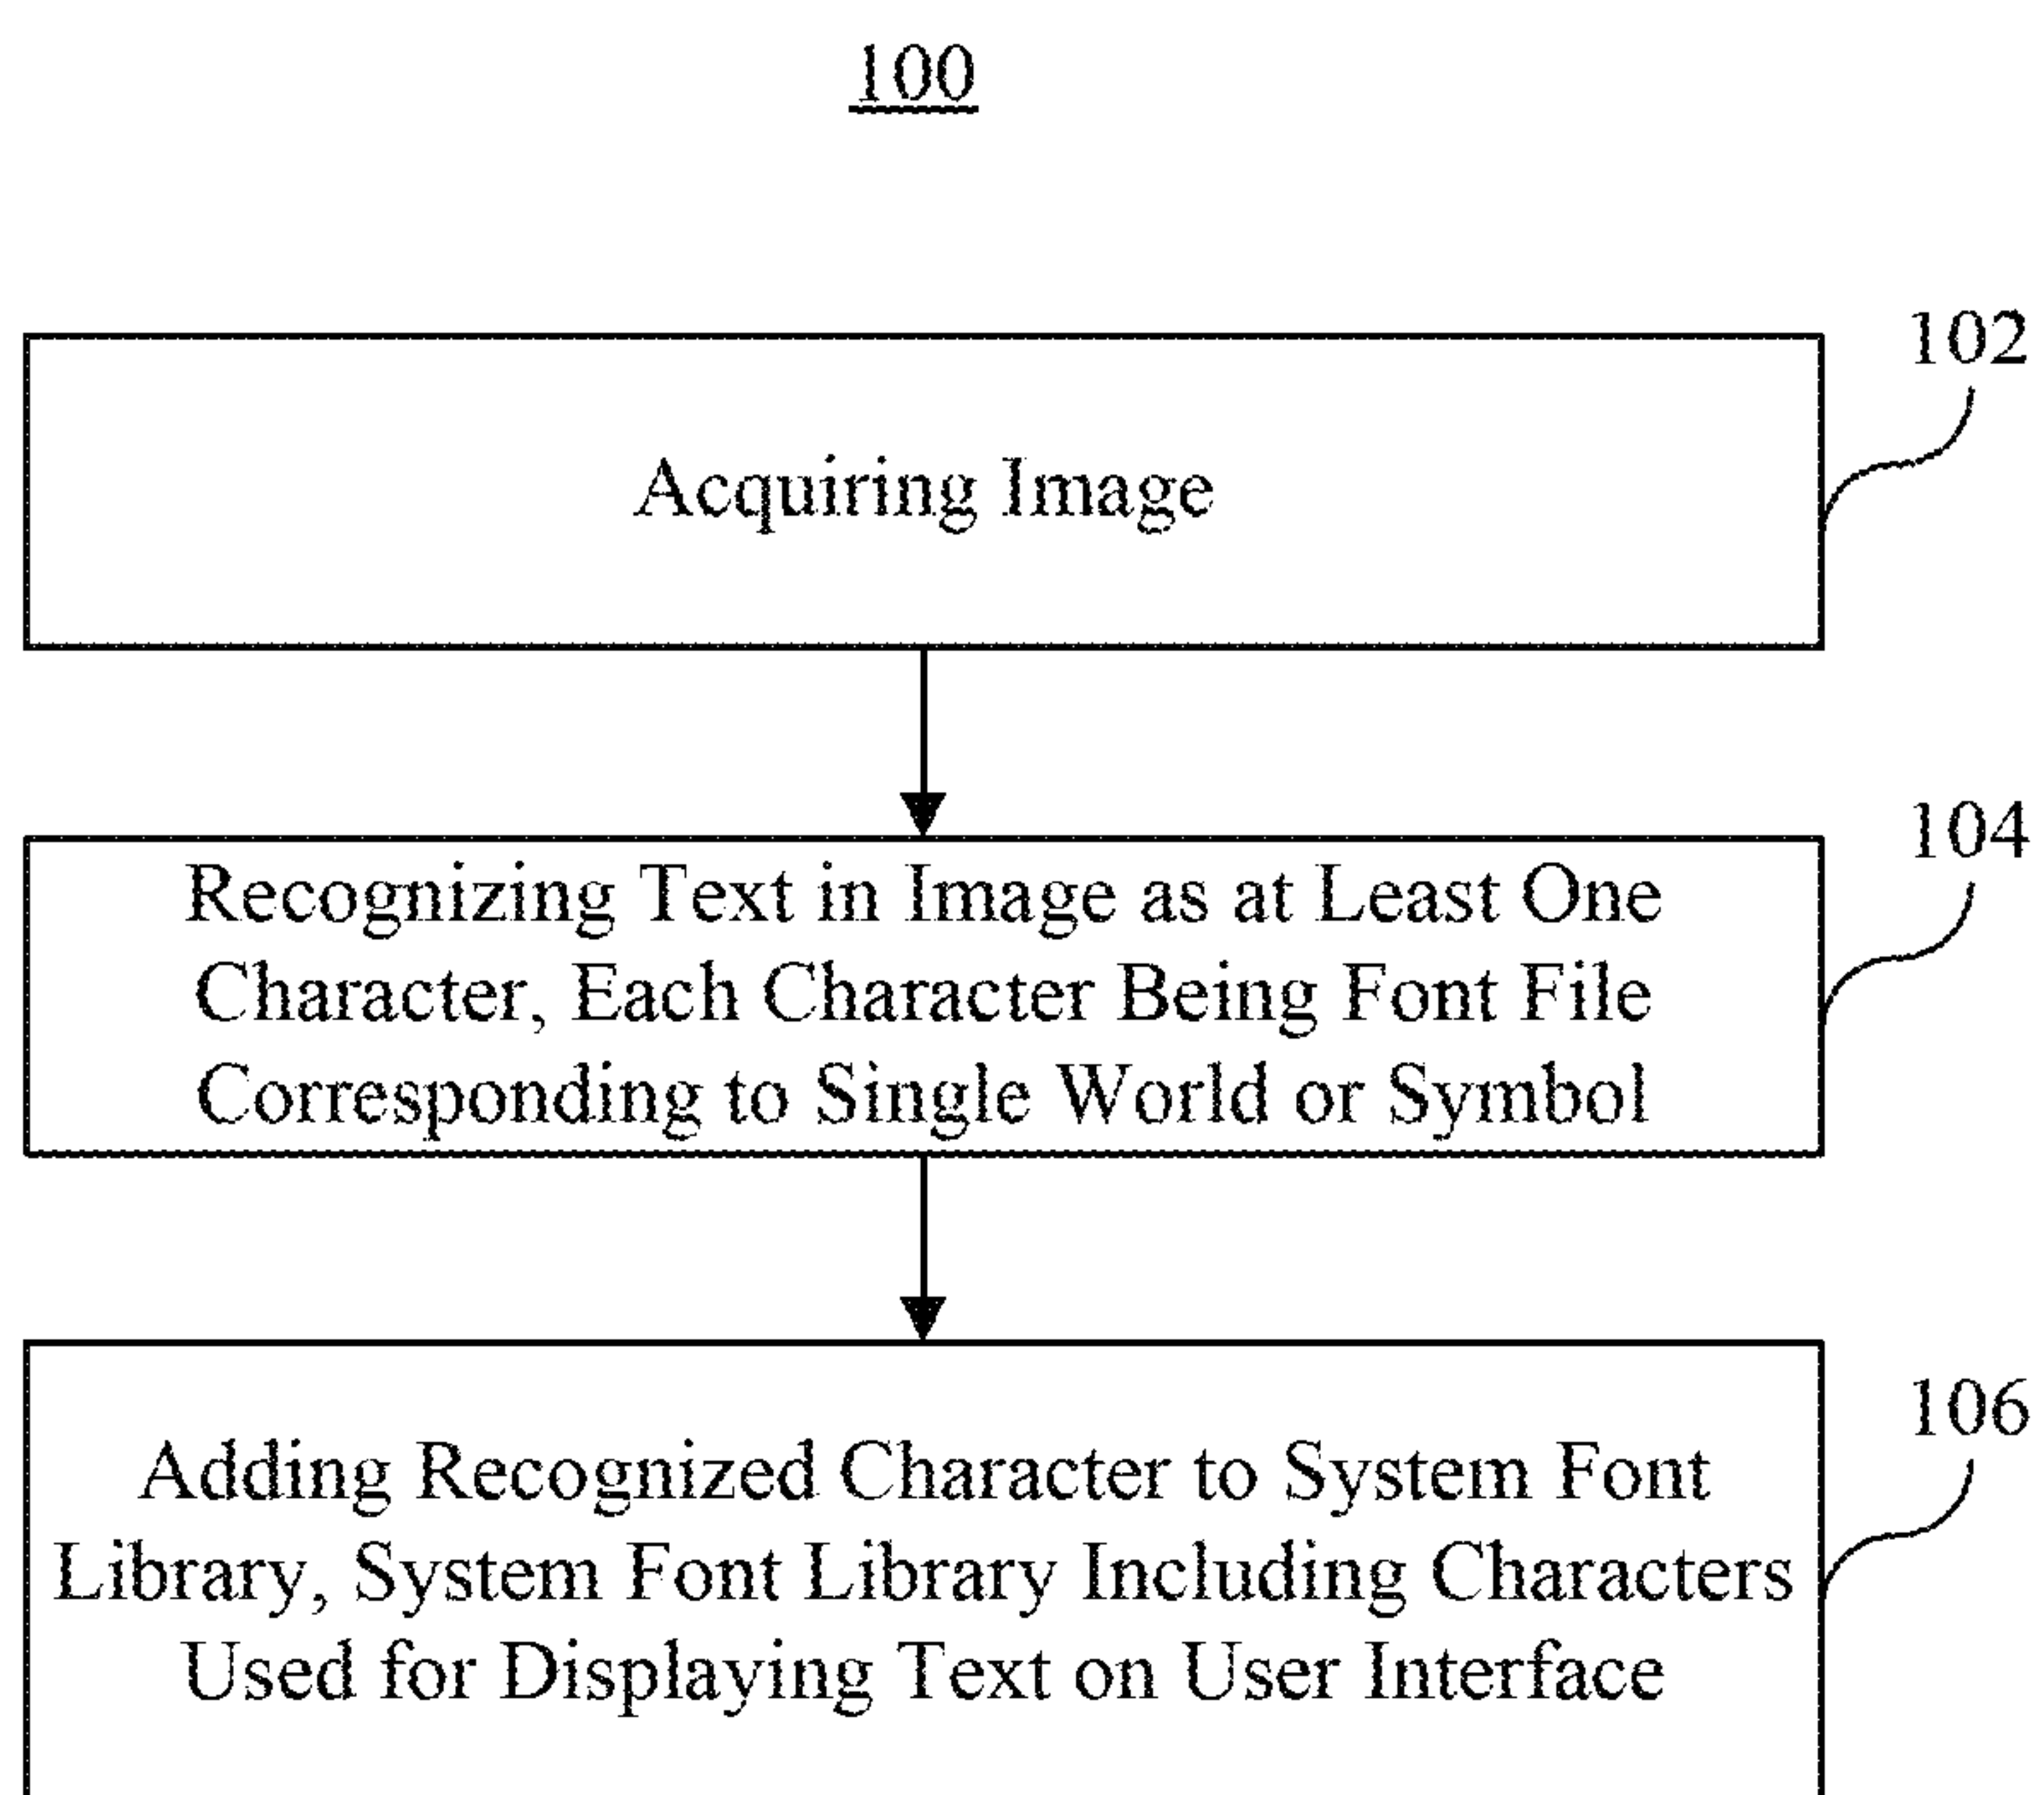 100
102
Acquiring Image
104
Recognizing Text in Image as at Least One
Character, Each Character Being Font File
Corresponding to Single World or Symbol
106
Adding Recognized Character to System Font
Library, System Font Library Including Characters
Used for Displaying Text on User Interface